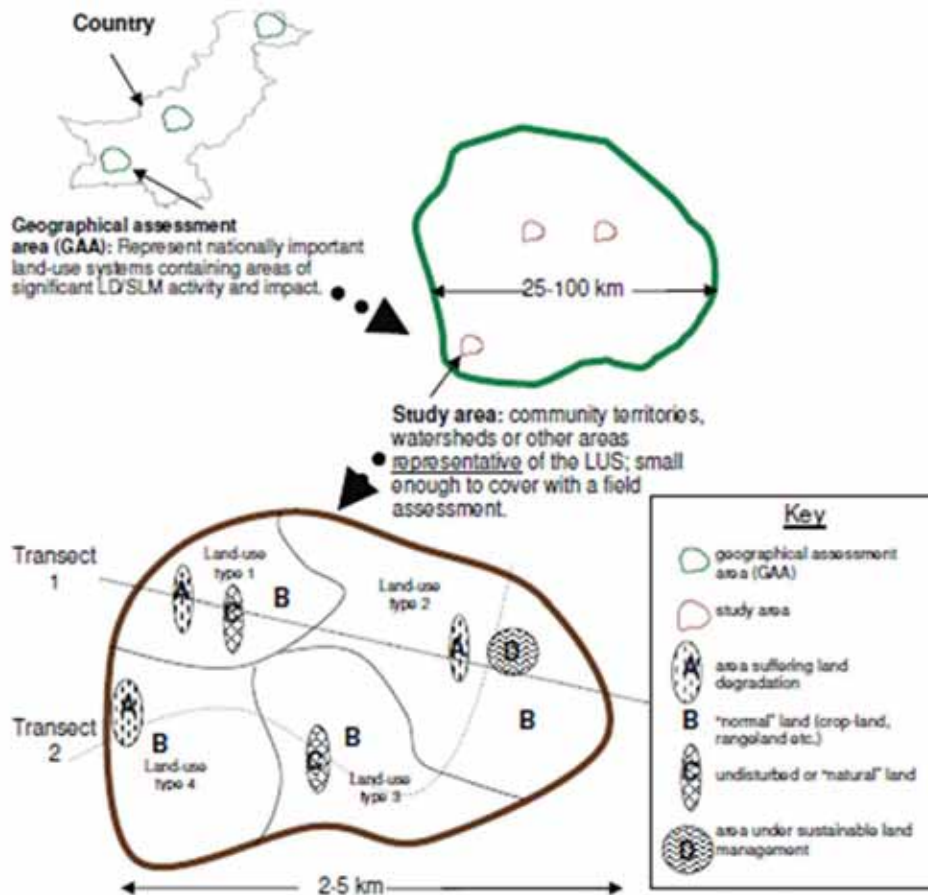 Country
Geographical assessment
area (GAA): Represent nationally important
land-use systems containing areas of
significant LD/SLM activity and impact.
25-100 km
Study area: community territories,
watersheds or other areas
representative of the LUS; small
enough to cover with a field
assessment.
Transect
1
Land-use
type 1
A
C
B
Land-use
type 2
A
D
B
Transect
2
A
B
Land-use
type 4
C
B
Land-use
type 3
2-5 km
Key
geographical assessment
area (GAA)
study area
A
area suffering land
degradation
B
"normal" land (crop-land,
rangeland etc.)
C
undisturbed or "natural" land
D
area under sustainable land
management